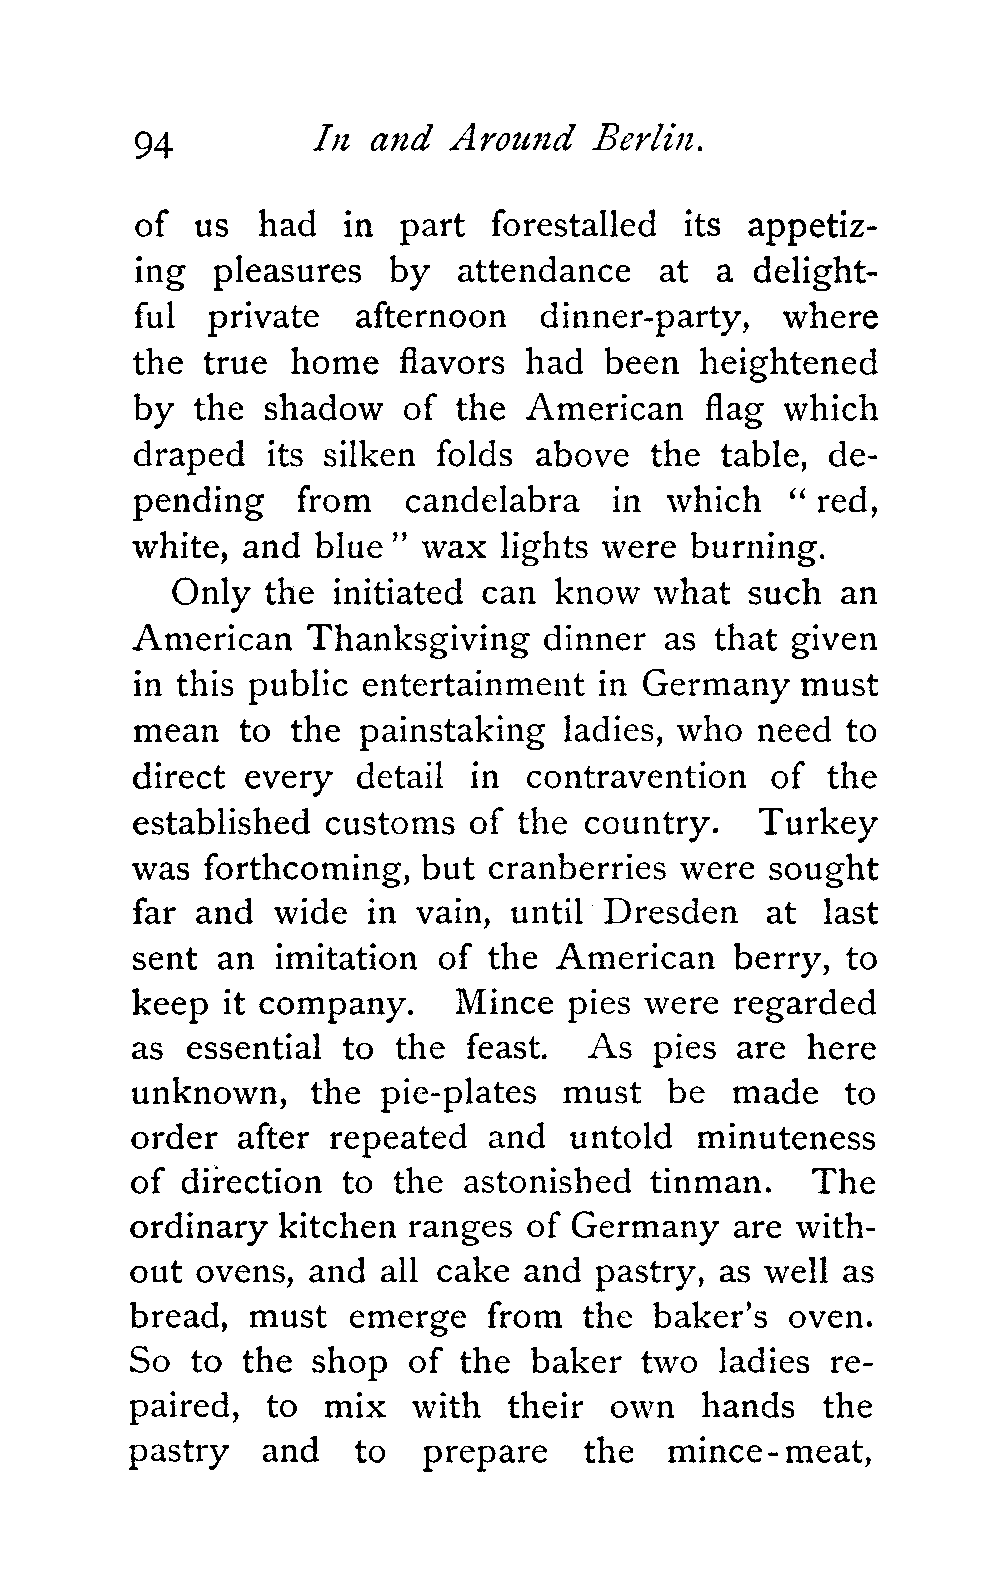 94 In and Around Berlin.
of us had in part forestalled its appetiz-
ing pleasures by attendance at a delight-
ful private afternoon dinner-party, where
the true home flavors had been heightened
by the shadow of the American flag which
draped its silken folds above the table, de-
pending from candelabra in which " red,
white, and blue " wax lights were burning.
Only the initiated can know what such an
American Thanksgiving dinner as that given
in this public entertainment in Germany must
mean to the painstaking ladies, who need to
direct every detail in contravention of the
established customs of the country. Turkey
was forthcoming, but cranberries were sought
far and wide in vain, until Dresden at last
sent an imitation of the American berry, to
keep it company. Mince pies were regarded
as essential to the feast. As pies are here
unknown, the pie-plates must be made to
order after repeated and untold minuteness
of direction to the astonished tinman. The
ordinary kitchen ranges of Germany are with-
out ovens, and all cake and pastry, as well as
bread, must emerge from the baker's oven.
So to the shop of the baker two ladies re-
paired, to mix with their own hands the
pastry and to prepare the mince-meat,